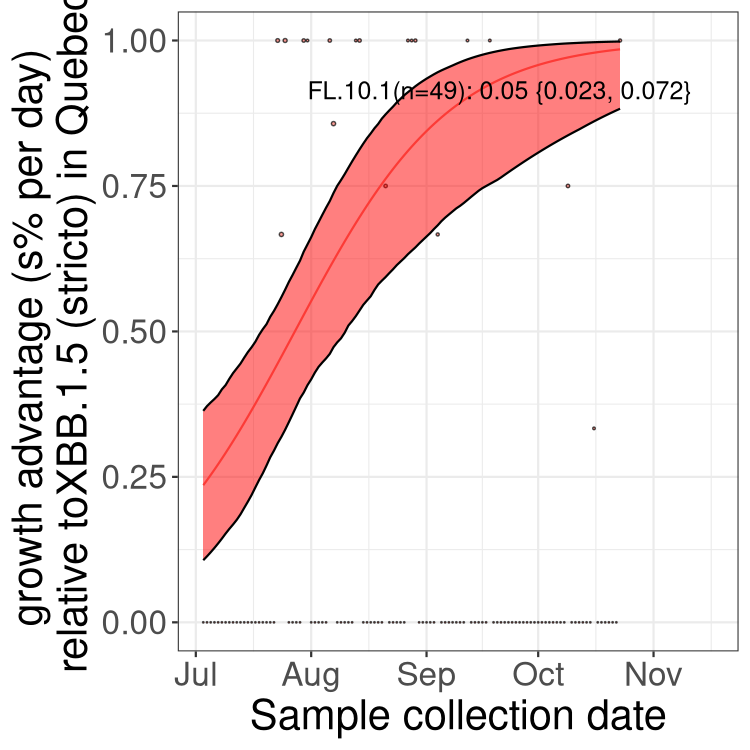 growth advantage (s% per day)
relative toXBB.1.5 (stricto) in Quebec
1.00
0.75
0.50
0.25
0.00
FL.10.1(n=49): 0.05 {0.023, 0.072}
Jul Aug Sep Oct Nov
Sample collection date